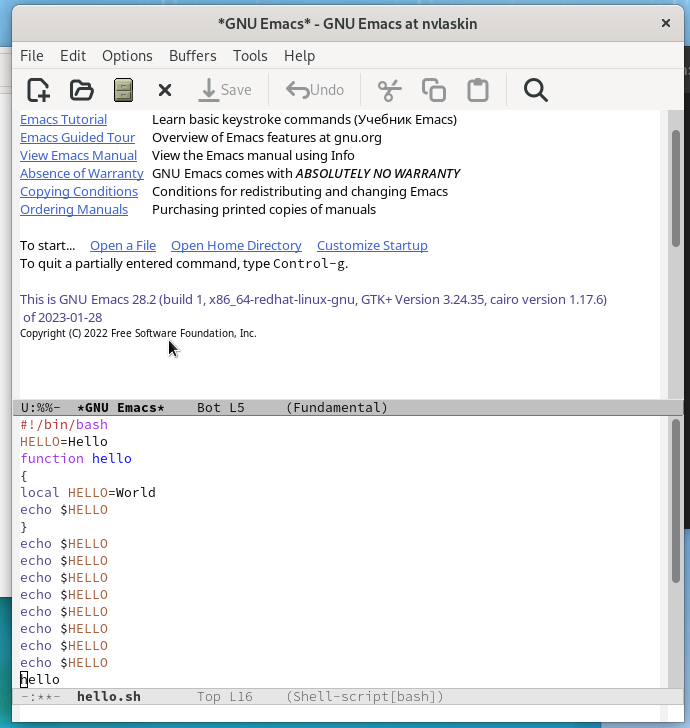 *GNU Emacs* - GNU Emacs at nvlaskin
File Edit Options Buffers Tools Help
Save Undo
Emacs Tutorial Learn basic keystroke commands (Учебник Emacs)
Emacs Guided Tour Overview of Emacs features at gnu.org
View Emacs Manual View the Emacs manual using Info
Absence of Warranty GNU Emacs comes with ABSOLUTELY NO WARRANTY
Copying Conditions Conditions for redistributing and changing Emacs
Ordering Manuals Purchasing printed copies of manuals
To start... Open a File Open Home Directory Customize Startup
To quit a partially entered command, type Control-g.
This is GNU Emacs 28.2 (build 1, x86_64-redhat-linux-gnu, GTK+ Version 3.24.35, cairo version 1.17.6)
of 2023-01-28
Copyright (C) 2022 Free Software Foundation, Inc.
U:%%- *GNU Emacs* Bot L5 (Fundamental)
#!/bin/bash
HELLO=Hello
function hello
{
local HELLO=World
echo $HELLO
}
echo $HELLO
echo $HELLO
echo $HELLO
echo $HELLO
echo $HELLO
echo $HELLO
echo $HELLO
echo $HELLO
hello
-:**- hello.sh Top L16 (Shell-script[bash])